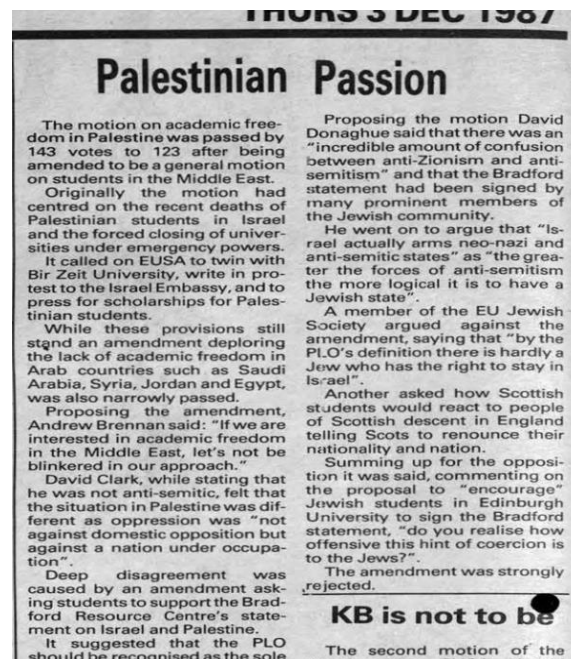 THURS 3 DEC 1987
Palestinian Passion
The motion on academic free-
dom in Palestine was passed by
143 votes to 123 after being
amended to be a general motion
on students in the Middle East.
Originally the motion had
centred on the recent deaths of
Palestinian students in Israel
and the forced closing of univer-
sities under emergency powers.
It called on EUSA to twin with
Bir Zeit University, write in pro-
test to the Israel Embassy, and to
press for scholarships for Pales-
tinian students.
While these provisions still
stand an amendment deploring
the lack of academic freedom in
Arab countries such as Saudi
Arabia, Syria, Jordan and Egypt,
was also narrowly passed.
Proposing the amendment,
Andrew Brennan said: "If we are
interested in academic freedom
in the Middle East, let's not be
blinkered in our approach."
David Clark, while stating that
he was not anti-semitic, felt that
the situation in Palestine was dif-
ferent as oppression was "not
against domestic opposition but
against a nation under occupa-
tion".
Deep disagreement was
caused by an amendment ask-
ing students to support the Brad-
ford Resource Centre's state-
ment on Israel and Palestine.
It suggested that the PLO
should be recognised as the sole
Proposing the motion David
Donaghue said that there was an
"incredible amount of confusion
between anti-Zionism and anti-
semitism" and that the Bradford
statement had been signed by
many prominent members of
the Jewish community.
He went on to argue that "Is-
rael actually arms neo-nazi and
anti-semitic states" as "the grea-
ter the forces of anti-semitism
the more logical it is to have a
Jewish state".
A member of the EU Jewish
Society argued against the
amendment, saying that "by the
PLO's definition there is hardly a
Jew who has the right to stay in
Israel".
Another asked how Scottish
students would react to people
of Scottish descent in England
telling Scots to renounce their
nationality and nation.
Summing up for the opposi-
tion it was said, commenting on
the proposal to "encourage"
Jewish students in Edinburgh
University to sign the Bradford
statement, "do you realise how
offensive this hint of coercion is
to the Jews?".
The amendment was strongly
rejected.
KB is not to be
The second motion of the